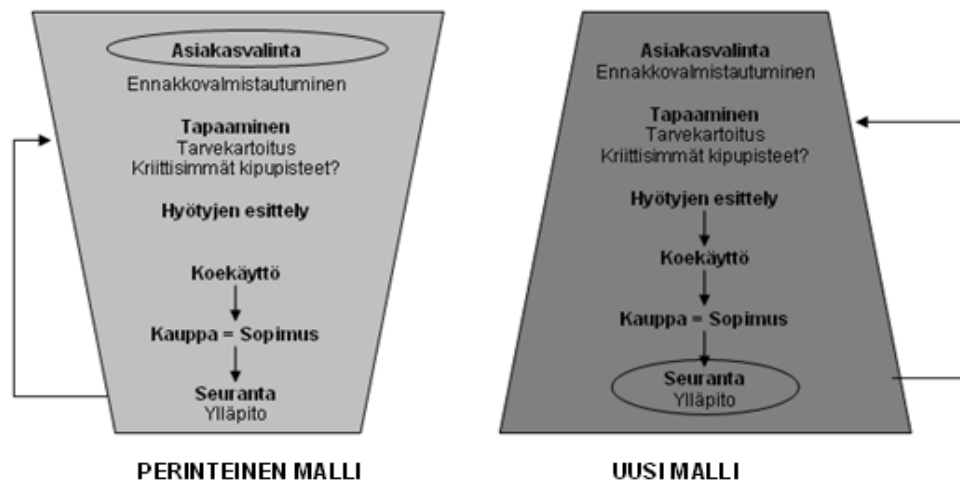 Asiakasvalinta
Ennakkovalmistautuminen
Tapaaminen
Tarvekartoitus
Kriittisimmät kipupisteet?
Hyötyjen esittely
Koekäyttö
Kauppa = Sopimus
Seuranta
Ylläpito
PERINTEINEN MALLI
Asiakasvalinta
Ennakkovalmistautuminen
Tapaaminen
Tarvekartoitus
Kriittisimmät kipupisteet?
Hyötyjen esittely
Koekäyttö
Kauppa = Sopimus
Seuranta
Ylläpito
UUSI MALLI